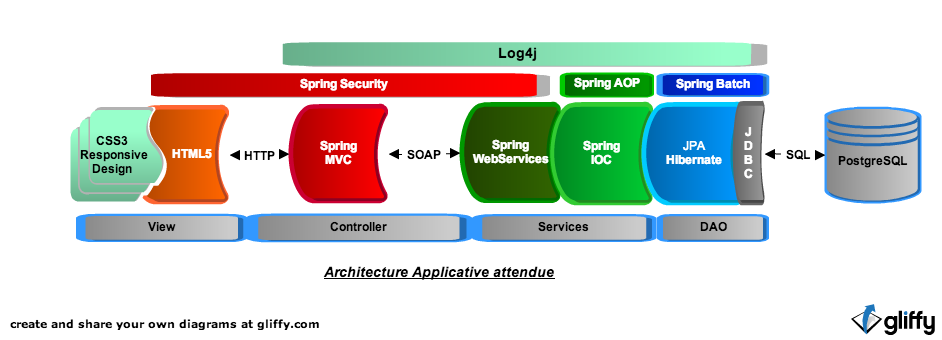 Log4j
Spring Security
Spring AOP
Spring Batch
CSS3
Responsive
Design
HTML5
HTTP
Spring
MVC
SOAP
Spring
WebServices
Spring
IOC
JPA
Hibernate
J
D
B
C
SQL
PostgreSQL
View
Controller
Services
DAO
Architecture Applicative attendue
create and share your own diagrams at gliffy.com
gliffy